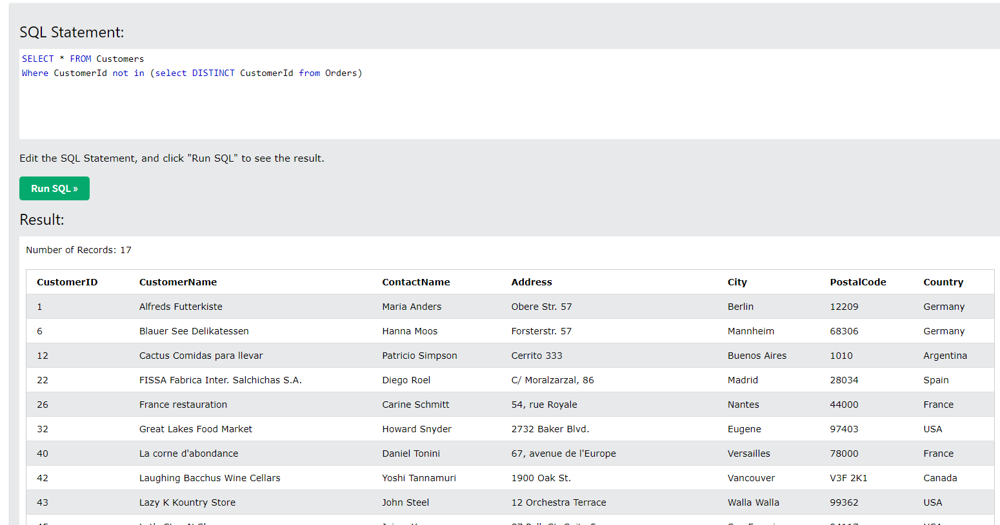 SQL Statement:
SELECT * FROM Customers
Where CustomerId not in (select DISTINCT CustomerId from Orders)
Edit the SQL Statement, and click "Run SQL" to see the result.
Run SQL »
Result:
Number of Records: 17
CustomerID CustomerName ContactName Address City PostalCode Country
1 Alfreds Futterkiste Maria Anders Obere Str. 57 Berlin 12209 Germany
6 Blauer See Delikatessen Hanna Moos Forsterstr. 57 Mannheim 68306 Germany
12 Cactus Comidas para llevar Patricio Simpson Cerrito 333 Buenos Aires 1010 Argentina
22 FISSA Fabrica Inter. Salchichas S.A. Diego Roel C/ Moralzarzal, 86 Madrid 28034 Spain
26 France restauration Carine Schmitt 54, rue Royale Nantes 44000 France
32 Great Lakes Food Market Howard Snyder 2732 Baker Blvd. Eugene 97403 USA
40 La corne d'abondance Daniel Tonini 67, avenue de l'Europe Versailles 78000 France
42 Laughing Bacchus Wine Cellars Yoshi Tannamuri 1900 Oak St. Vancouver V3F 2K1 Canada
43 Lazy K Kountry Store John Steel 12 Orchestra Terrace Walla Walla 99362 USA